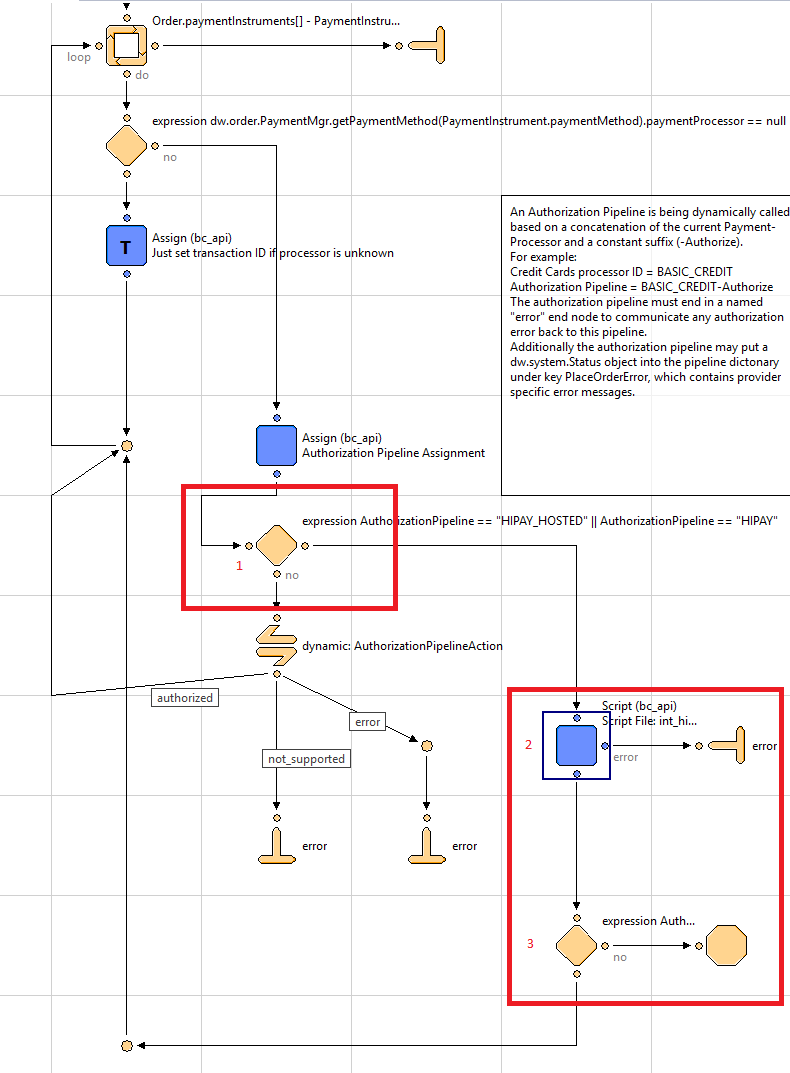 Order.paymentInstruments[] - PaymentInstru...
loop
do
expression dw.order.PaymentMgr.getPaymentMethod(PaymentInstrument.paymentMethod).paymentProcessor == null
no
T
Assign (bc_api)
Just set transaction ID if processor is unknown
An Authorization Pipeline is being dynamically called
based on a concatenation of the current Payment-
Processor and a constant suffix (-Authorize).
For example:
Credit Cards processor ID = BASIC_CREDIT
Authorization Pipeline = BASIC_CREDIT-Authorize
The authorization pipeline must end in a named
"error" end node to communicate any authorization
error back to this pipeline.
Additionally the authorization pipeline may put a
dw.system.Status object into the pipeline dictonary
under key PlaceOrderError, which contains provider
specific error messages.
Assign (bc_api)
Authorization Pipeline Assignment
expression AuthorizationPipeline == "HIPAY_HOSTED" || AuthorizationPipeline == "HIPAY"
1
no
dynamic: AuthorizationPipelineAction
authorized
error
not_supported
error
error
Script (bc_api)
Script File: int_hi...
2
error
error
expression Auth...
3
no